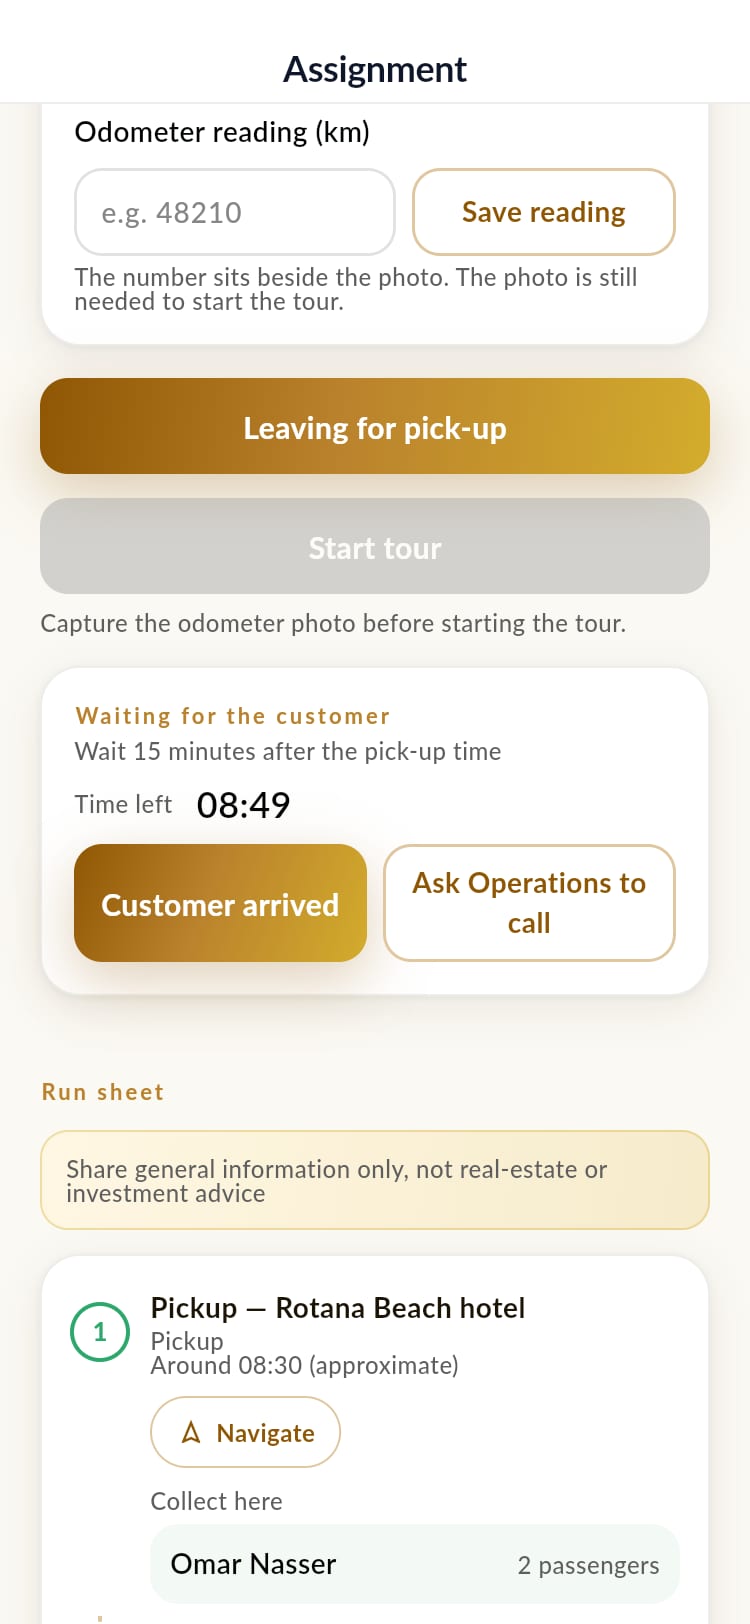 Assignment
Odometer reading (km)
e.g. 48210
Save reading
The number sits beside the photo. The photo is still
needed to start the tour.
Leaving for pick-up
Start tour
Capture the odometer photo before starting the tour.
Waiting for the customer
Wait 15 minutes after the pick-up time
Time left 08:49
Customer arrived
Ask Operations to
call
Run sheet
Share general information only, not real-estate or
investment advice
1
Pickup — Rotana Beach hotel
Pickup
Around 08:30 (approximate)
Navigate
Collect here
Omar Nasser
2 passengers